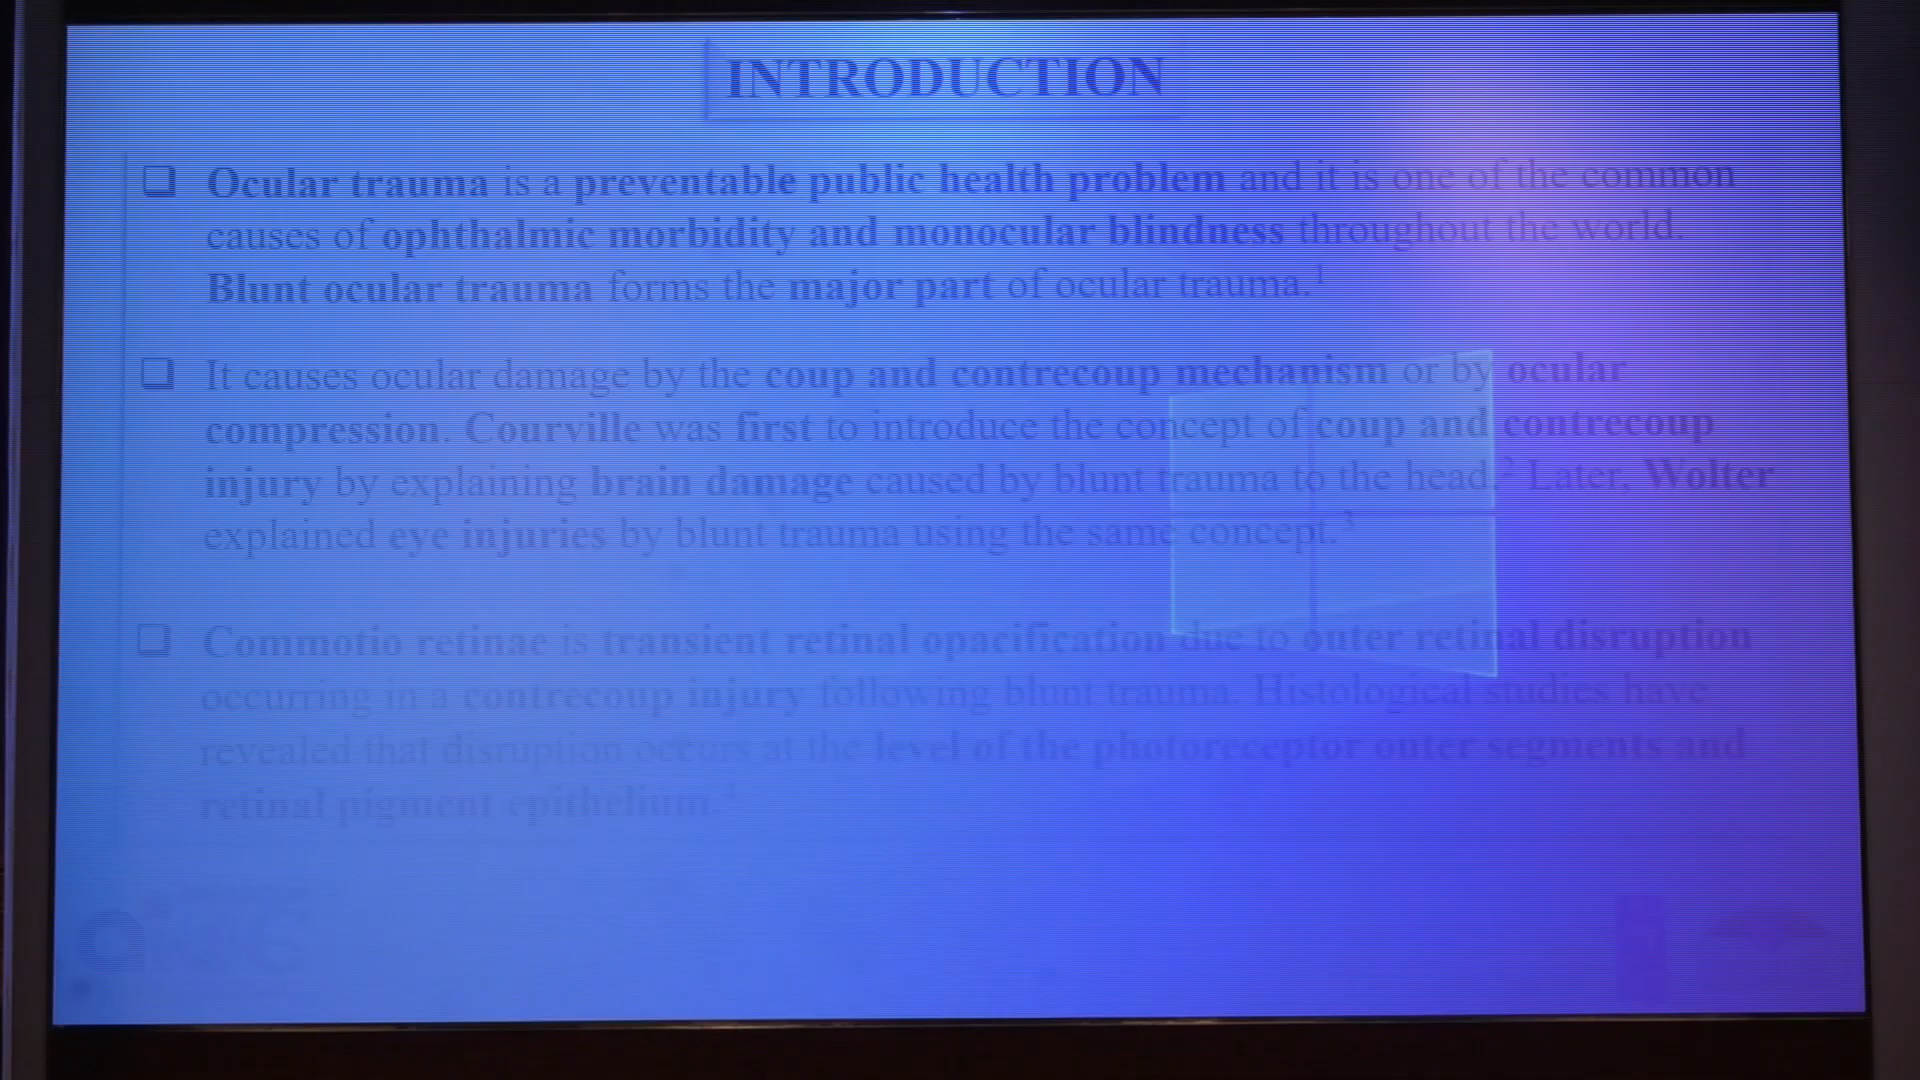 INTRODUCTION
❑ Ocular trauma is a preventable public health problem and it is one of the common
causes of ophthalmic morbidity and monocular blindness throughout the world.
Blunt ocular trauma forms the major part of ocular trauma.¹
❑ It causes ocular damage by the coup and contrecoup mechanism or by ocular
compression. Courville was first to introduce the concept of coup and contrecoup
injury by explaining brain damage caused by blunt trauma to the head.² Later, Wolter
explained eye injuries by blunt trauma using the same concept.³
❑ Commotio retinae is transient retinal opacification due to outer retinal disruption
occurring in a contrecoup injury following blunt trauma. Histological studies have
revealed that disruption occurs at the level of the photoreceptor outer segments and
retinal pigment epithelium.⁴